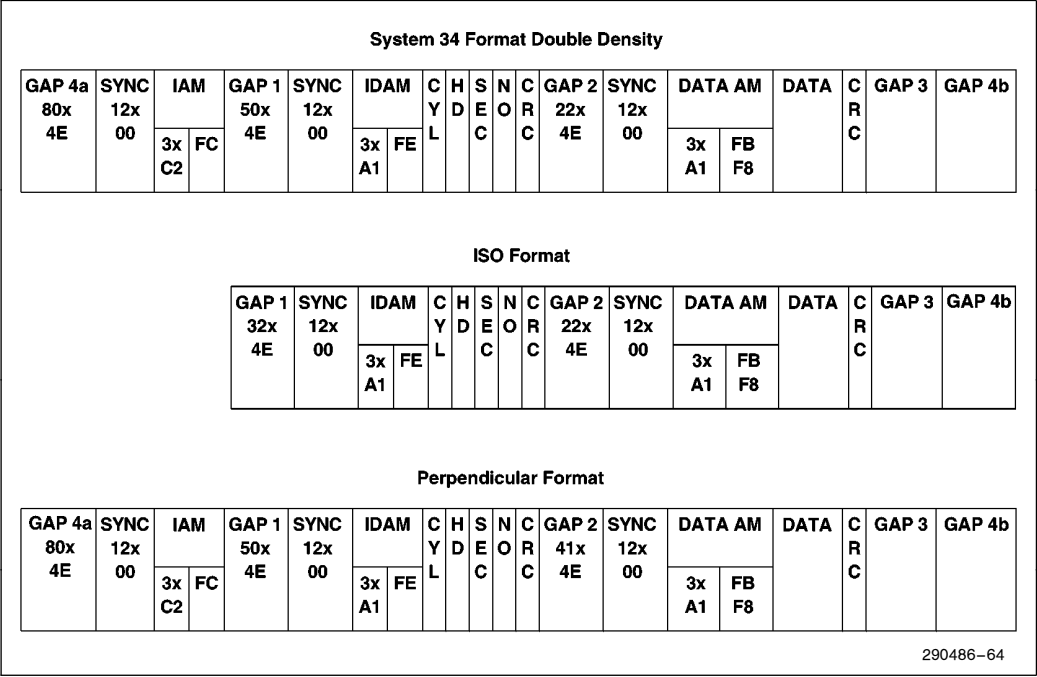 System 34 Format Double Density
GAP 4a SYNC IAM GAP 1 SYNC IDAM C H S N C GAP 2 SYNC DATA AM DATA C GAP 3 GAP 4b
80x 12x 50x 12x Y D E O R 22x 12x R
4E 00 4E 00 L C C 4E 00 C
3x FC 3x FE 3x FB
C2 A1 A1 F8
ISO Format
GAP 1 SYNC IDAM C H S N C GAP 2 SYNC DATA AM DATA C GAP 3 GAP 4b
32x 12x Y D E O R 22x 12x R
4E 00 L C C 4E 00 C
3x FE 3x FB
A1 A1 F8
Perpendicular Format
GAP 4a SYNC IAM GAP 1 SYNC IDAM C H S N C GAP 2 SYNC DATA AM DATA C GAP 3 GAP 4b
80x 12x 50x 12x Y D E O R 41x 12x R
4E 00 4E 00 L C C 4E 00 C
3x FC 3x FE 3x FB
C2 A1 A1 F8
290486–64